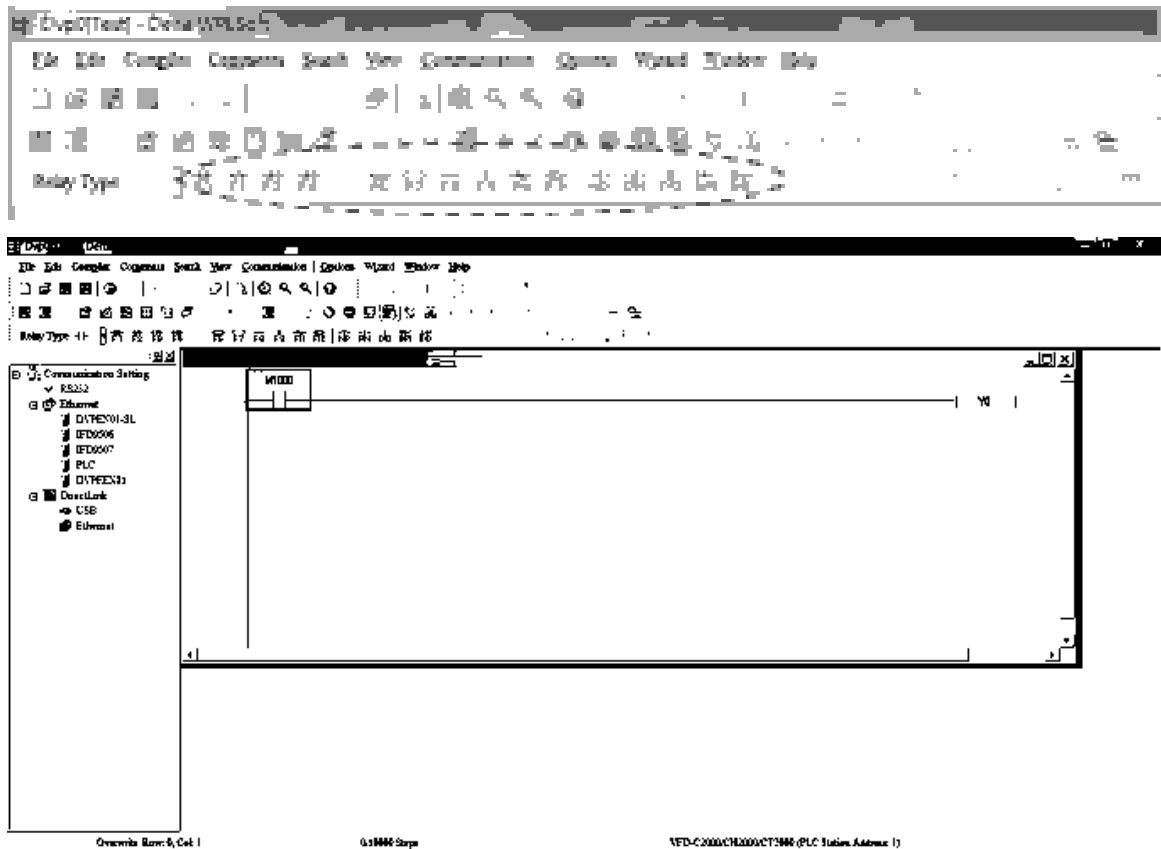 File Edit Compiler Comments Search View Communication Options Wizard Window Help
Relay Type
File Edit Compiler Comments Search View Communication Options Wizard Window Help
Relay Type
Communication Setting
RS232
Ethernet
DVPEN01-SL
IFD9506
IFD9507
PLC
DirectLink
USB
Ethernet
M1000
Y0
Overwrite Row: 0, Col: 1
Steps
VFD-C2000/CH2000/CT2000 (PLC Station Address: 1)